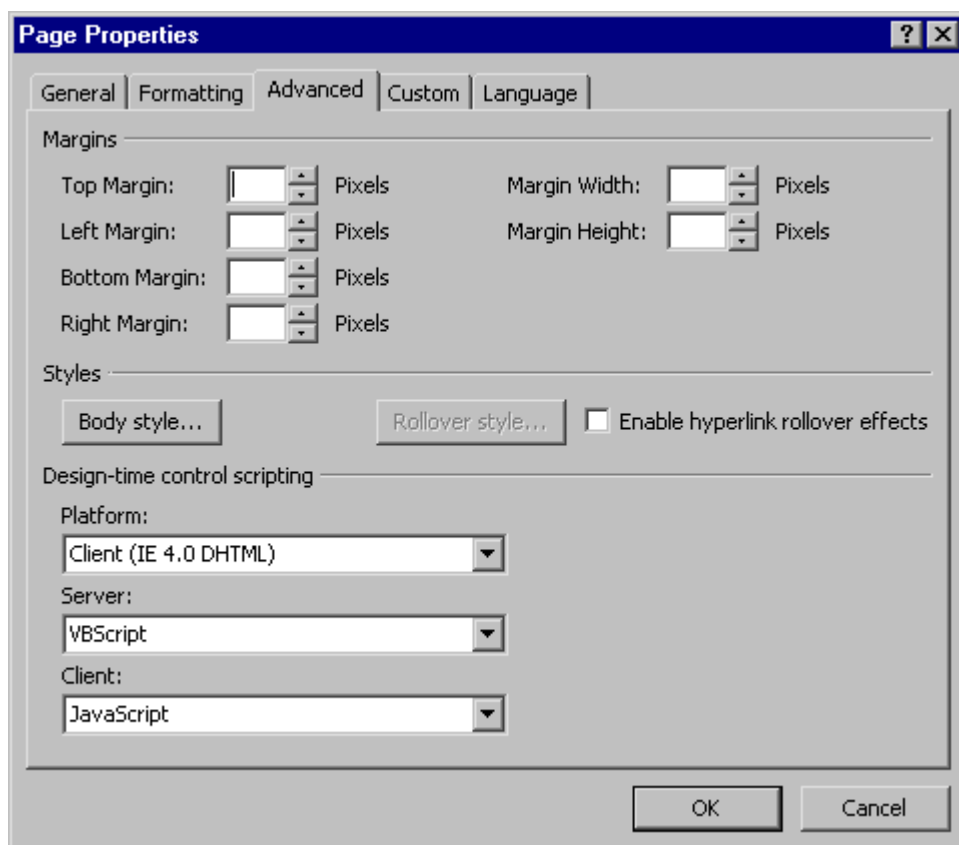 Page Properties
General Formatting Advanced Custom Language
Margins
Top Margin: Pixels Margin Width: Pixels
Left Margin: Pixels Margin Height: Pixels
Bottom Margin: Pixels
Right Margin: Pixels
Styles
Body style... Rollover style... Enable hyperlink rollover effects
Design-time control scripting
Platform:
Client (IE 4.0 DHTML)
Server:
VBScript
Client:
JavaScript
OK Cancel